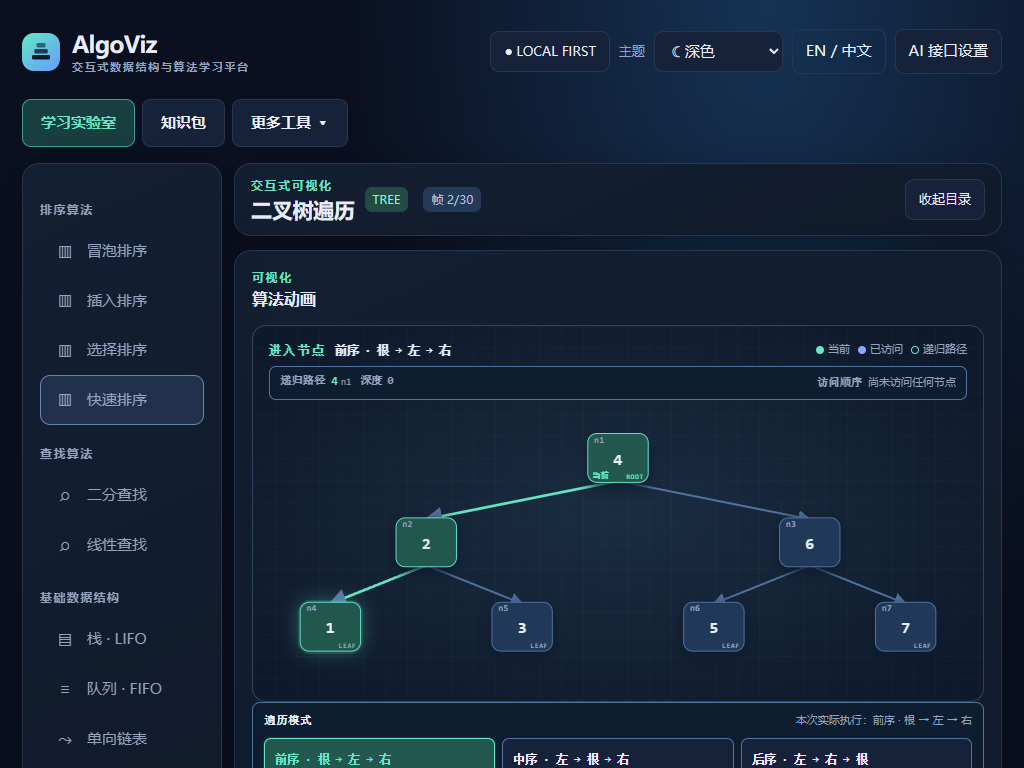 AlgoViz
交互式数据结构与算法学习平台
● LOCAL FIRST
主题
☾ 深色
EN / 中文
AI 接口设置
学习实验室
知识包
更多工具 ▾
排序算法
▥ 冒泡排序
▥ 插入排序
▥ 选择排序
▥ 快速排序
查找算法
⌕ 二分查找
⌕ 线性查找
基础数据结构
▤ 栈 · LIFO
≡ 队列 · FIFO
⤳ 单向链表
交互式可视化
二叉树遍历
TREE
帧 2/30
收起目录
可视化
算法动画
进入节点 前序 · 根 → 左 → 右
当前 已访问 递归路径
递归路径 4 n1 深度 0
访问顺序 尚未访问任何节点
n1
4
当前 ROOT
n2
2
n3
6
n4
1
LEAF
n5
3
LEAF
n6
5
LEAF
n7
7
LEAF
遍历模式
本次实际执行：前序 · 根 → 左 → 右
前序 · 根 → 左 → 右
中序 · 左 → 根 → 右
后序 · 左 → 右 → 根